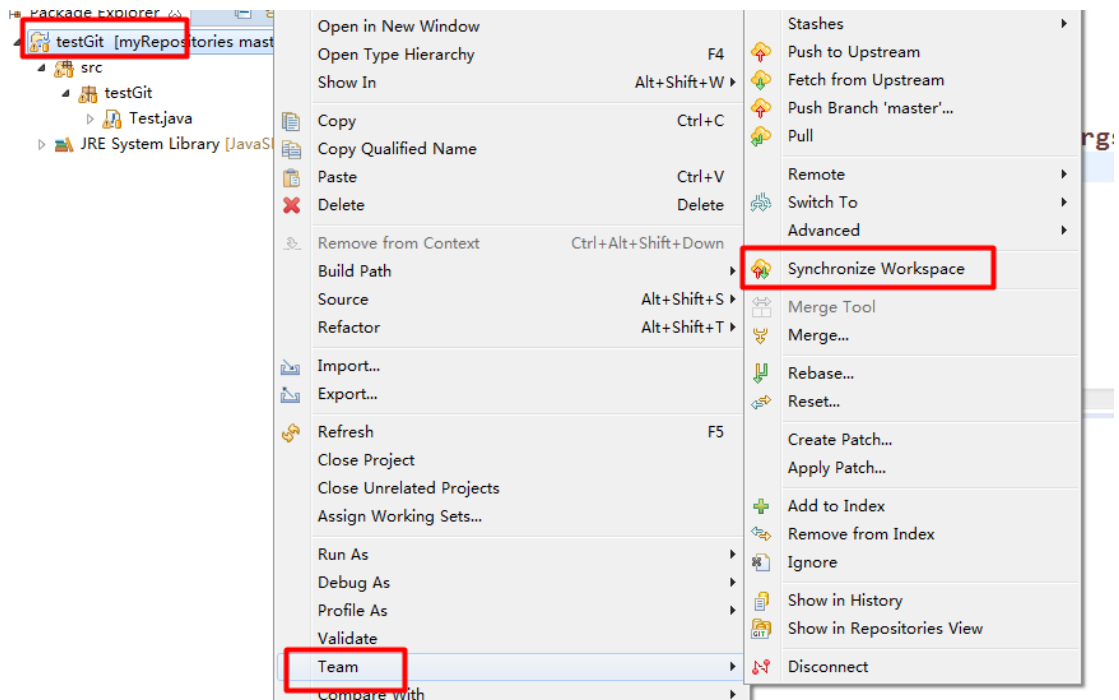 Package Explorer
testGit [myRepositories mast
src
testGit
Test.java
JRE System Library [JavaSE
Open in New Window
Open Type Hierarchy F4
Show In Alt+Shift+W
Copy Ctrl+C
Copy Qualified Name
Paste Ctrl+V
Delete Delete
Remove from Context Ctrl+Alt+Shift+Down
Build Path
Source Alt+Shift+S
Refactor Alt+Shift+T
Import...
Export...
Refresh F5
Close Project
Close Unrelated Projects
Assign Working Sets...
Run As
Debug As
Profile As
Validate
Team
Compare With
Stashes
Push to Upstream
Fetch from Upstream
Push Branch 'master'...
Pull
Remote
Switch To
Advanced
Synchronize Workspace
Merge Tool
Merge...
Rebase...
Reset...
Create Patch...
Apply Patch...
Add to Index
Remove from Index
Ignore
Show in History
GIT Show in Repositories View
Disconnect
rgs